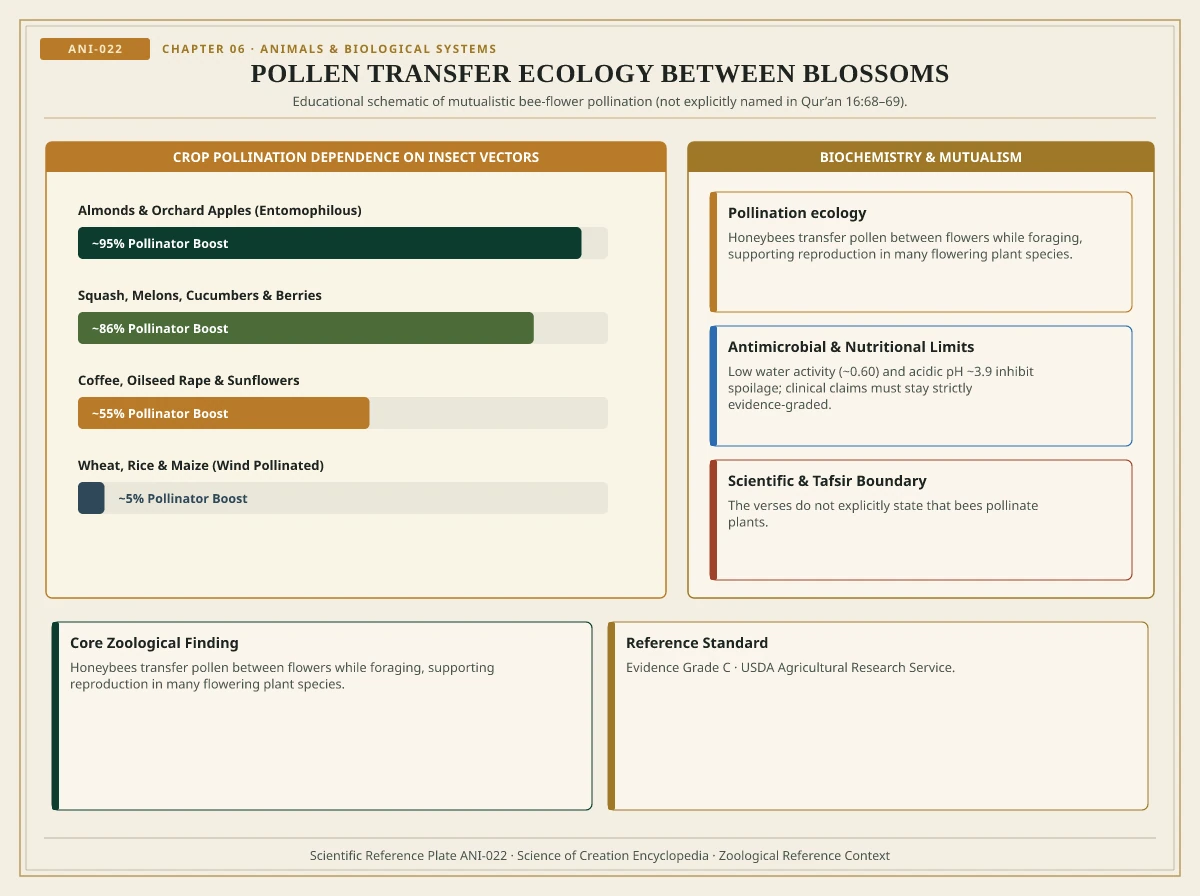 ANI-022
CHAPTER 06 · ANIMALS & BIOLOGICAL SYSTEMS
POLLEN TRANSFER ECOLOGY BETWEEN BLOSSOMS
Educational schematic of mutualistic bee-flower pollination (not explicitly named in Qur’an 16:68–69).
CROP POLLINATION DEPENDENCE ON INSECT VECTORS
Almonds & Orchard Apples (Entomophilous)
~95% Pollinator Boost
Squash, Melons, Cucumbers & Berries
~86% Pollinator Boost
Coffee, Oilseed Rape & Sunflowers
~55% Pollinator Boost
Wheat, Rice & Maize (Wind Pollinated)
~5% Pollinator Boost
BIOCHEMISTRY & MUTUALISM
Pollination ecology
Honeybees transfer pollen between flowers while foraging,
supporting reproduction in many flowering plant species.
Antimicrobial & Nutritional Limits
Low water activity (~0.60) and acidic pH ~3.9 inhibit
spoilage; clinical claims must stay strictly
evidence-graded.
Scientific & Tafsir Boundary
The verses do not explicitly state that bees pollinate
plants.
Core Zoological Finding
Honeybees transfer pollen between flowers while foraging, supporting
reproduction in many flowering plant species.
Reference Standard
Evidence Grade C · USDA Agricultural Research Service.
Scientific Reference Plate ANI-022 · Science of Creation Encyclopedia · Zoological Reference Context